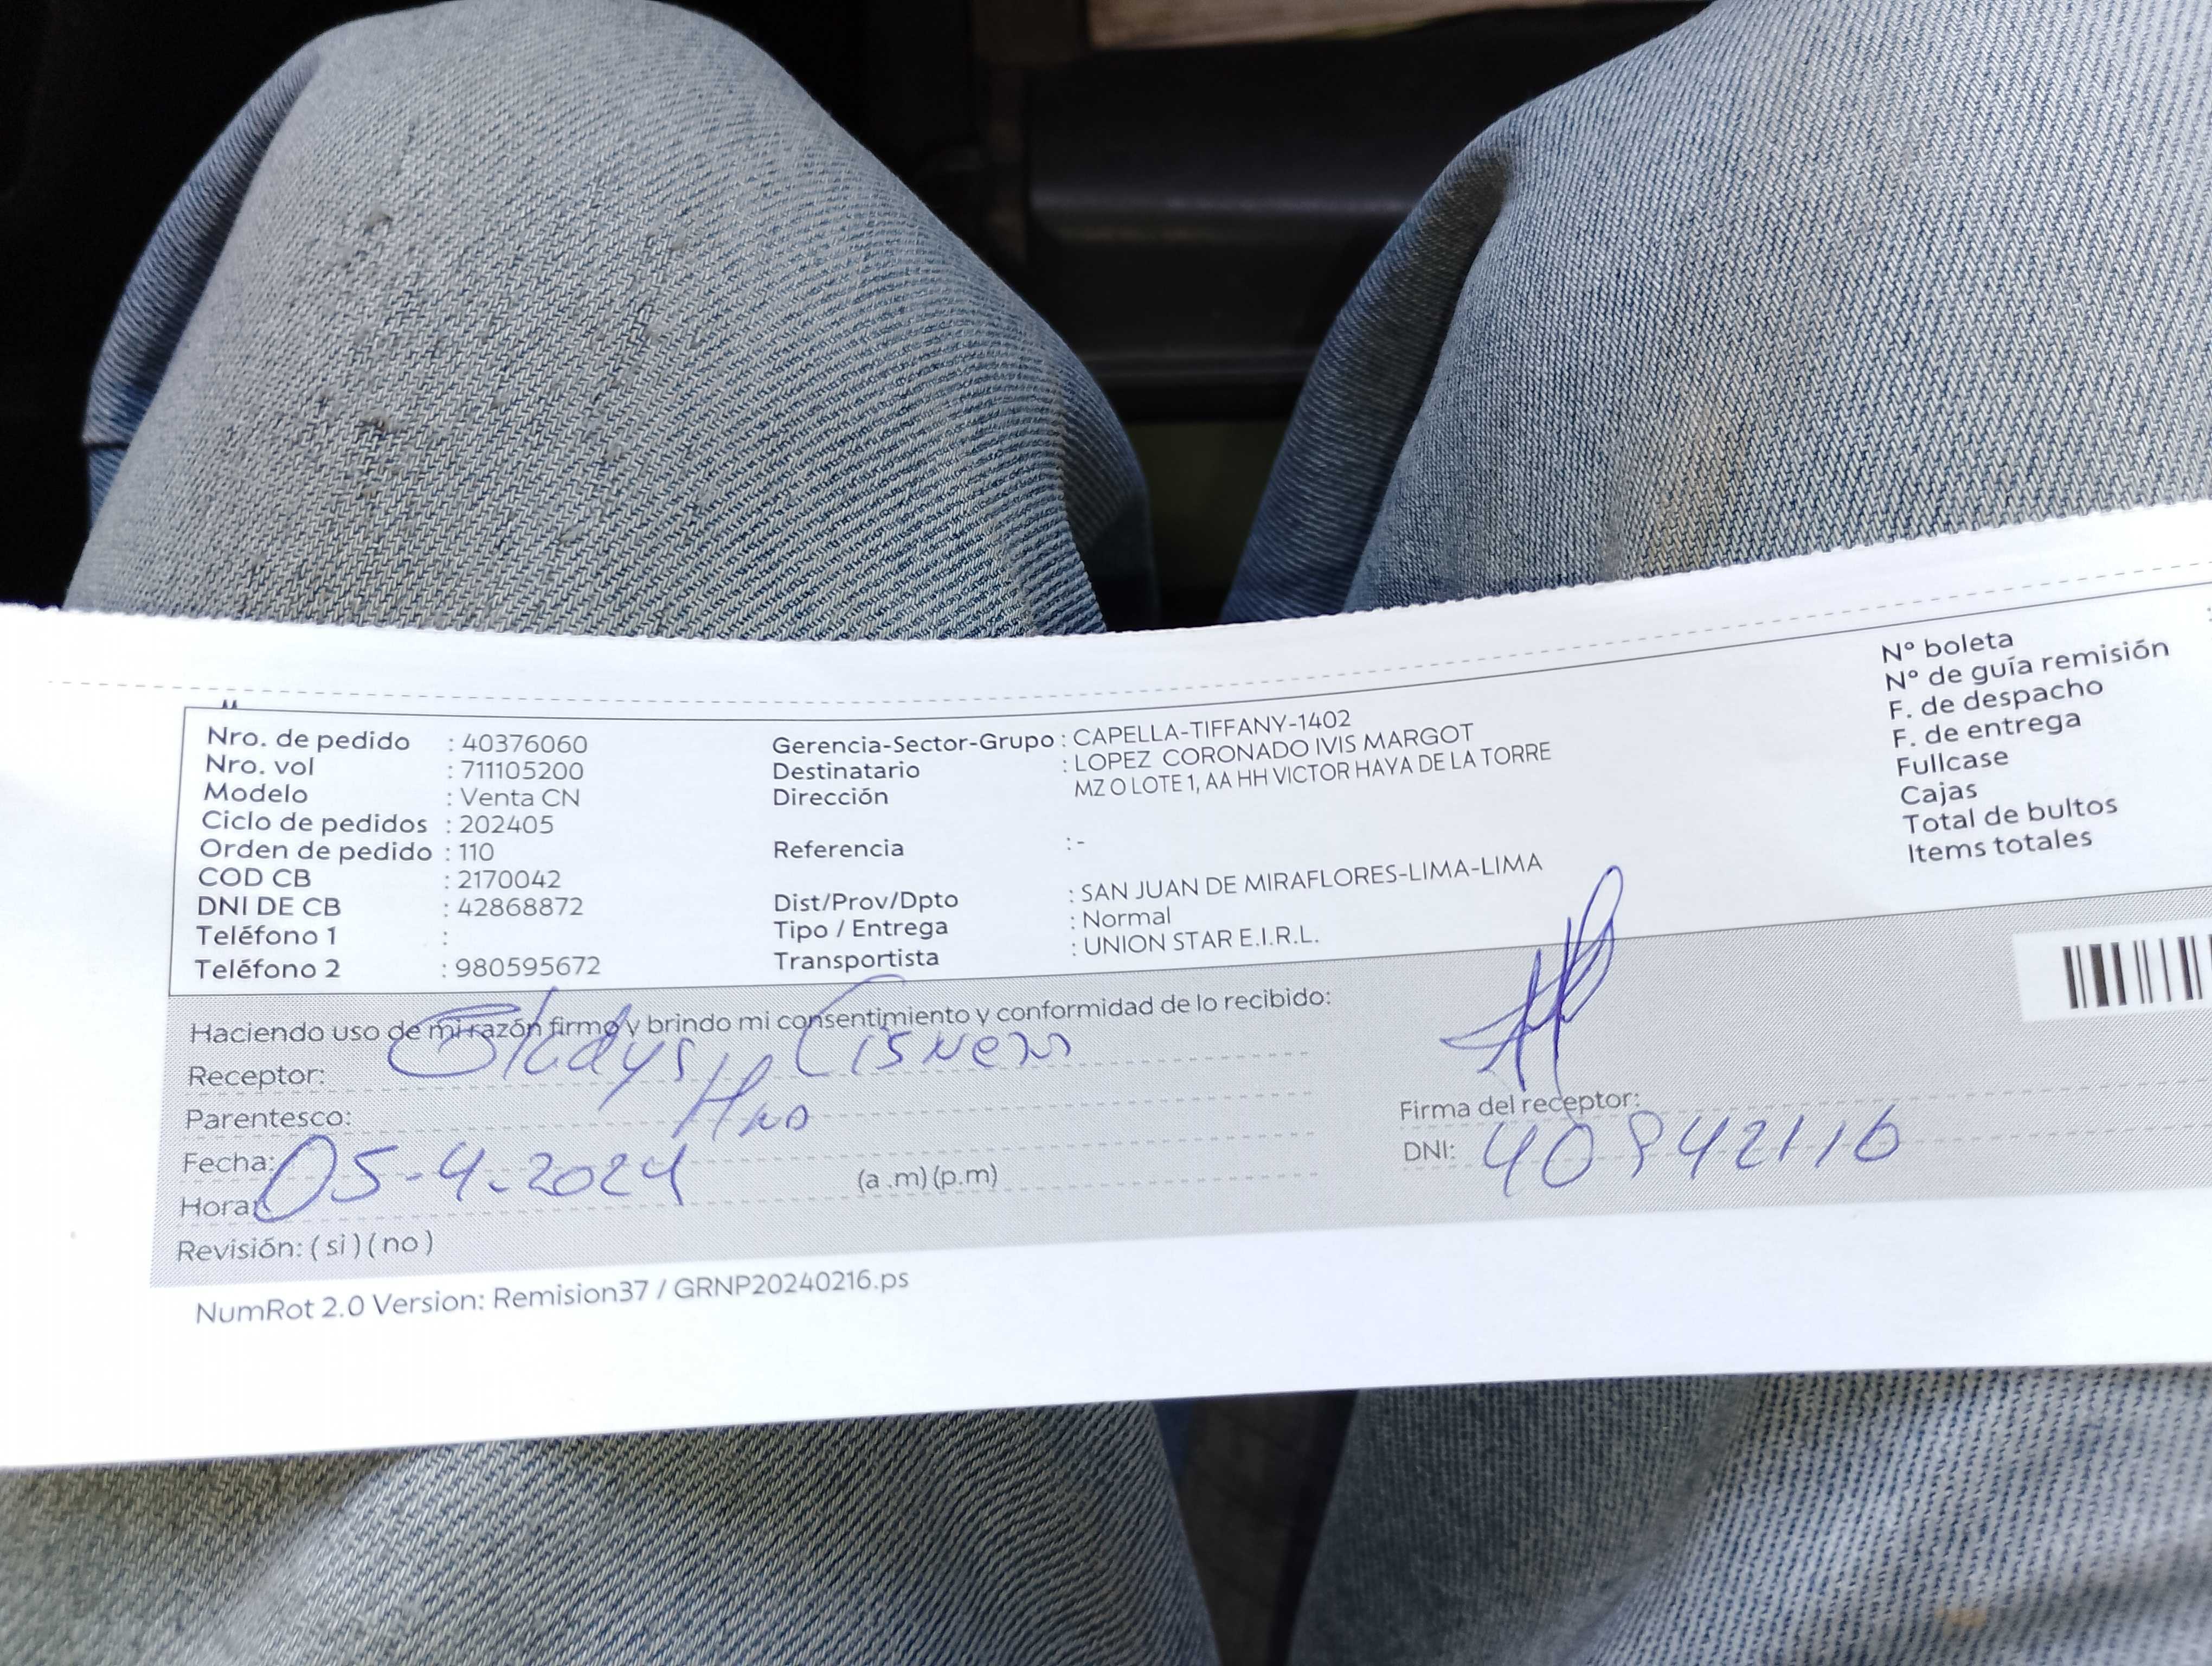 Nro. de pedido : 40376060
Nro. vol : 711105200
Modelo : Venta CN
Ciclo de pedidos : 202405
Orden de pedido : 110
COD CB : 2170042
DNI DE CB : 42868872
Teléfono 1 :
Teléfono 2 : 980595672
Gerencia-Sector-Grupo : CAPELLA-TIFFANY-1402
Destinatario : LOPEZ CORONADO IVIS MARGOT
Dirección MZ O LOTE 1, AA HH VICTOR HAYA DE LA TORRE
Referencia : -
Dist/Prov/Dpto : SAN JUAN DE MIRAFLORES-LIMA-LIMA
Tipo / Entrega : Normal
Transportista : UNION STAR E.I.R.L.
N° boleta
N° de guía remisión
F. de despacho
F. de entrega
Fullcase
Cajas
Total de bultos
Items totales
Haciendo uso de mi razón firmo y brindo mi consentimiento y conformidad de lo recibido:
Receptor: Gladys Cisneros
Parentesco:
Fecha: 05-4-2024
Hora: (a .m) (p.m)
Revisión: ( si ) ( no )
Firma del receptor:
DNI: 40942116
NumRot 2.0 Version: Remision37 / GRNP20240216.ps